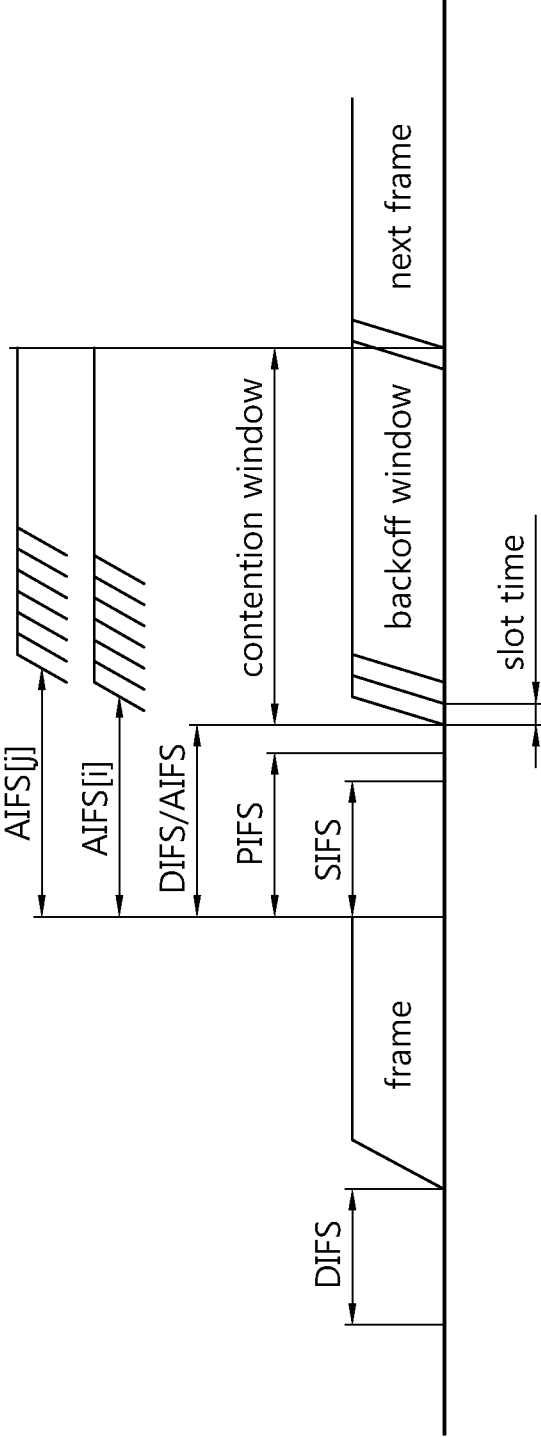 AIFS[j]
AIFS[i]
DIFS/AIFS
PIFS
contention window
DIFS
SIFS
frame
backoff window
next frame
slot time